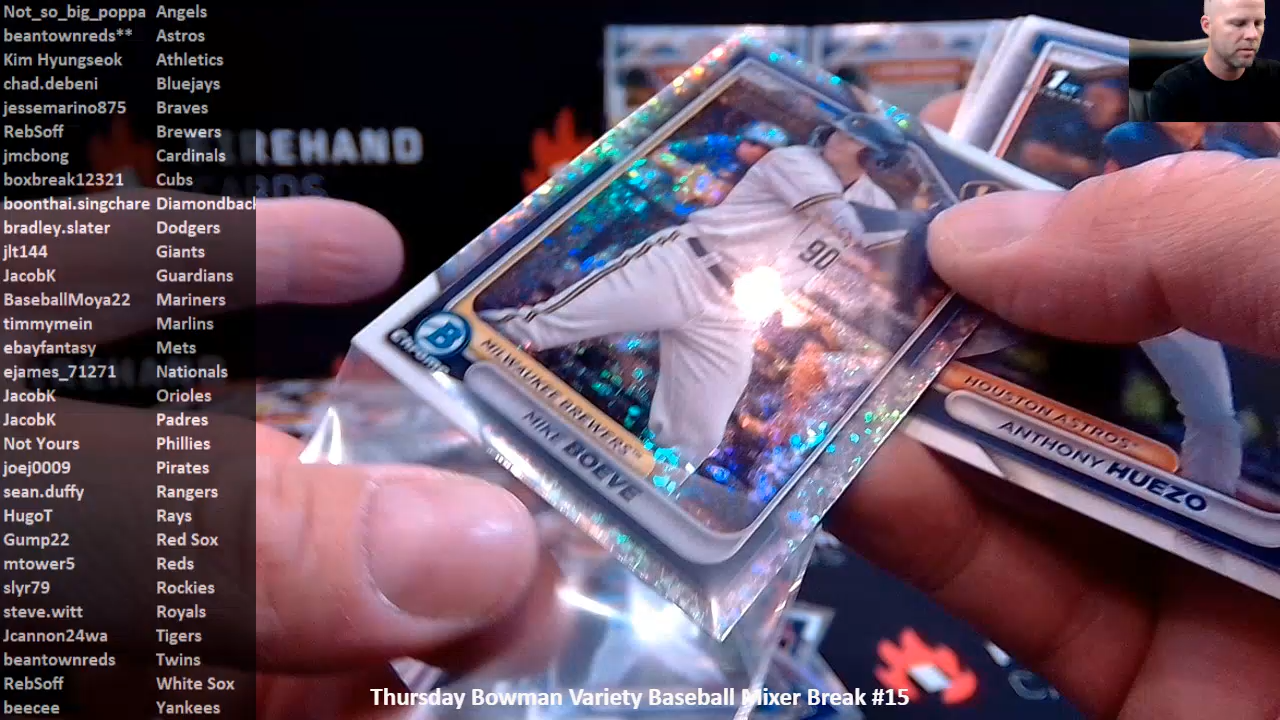 Not_so_big_poppa Angels
beantownreds** Astros
Kim Hyungseok Athletics
chad.debeni Bluejays
jessemarino875 Braves
RebSoff Brewers
jmcbong Cardinals
boxbreak12321 Cubs
boonthai.singchare Diamondback
bradley.slater Dodgers
jlt144 Giants
JacobK Guardians
BaseballMoya22 Mariners
timmymein Marlins
ebayfantasy Mets
ejames_71271 Nationals
JacobK Orioles
JacobK Padres
Not Yours Phillies
joej0009 Pirates
sean.duffy Rangers
HugoT Rays
Gump22 Red Sox
mtower5 Reds
slyr79 Rockies
steve.witt Royals
Jcannon24wa Tigers
beantownreds Twins
RebSoff White Sox
beecee Yankees
REHAND
CARDS
90
B
MILWAUKEE BREWERS™
MIKE BOEVE
1st
HOUSTON ASTROS™
ANTHONY HUEZO
Thursday Bowman Variety Baseball Mixer Break #15